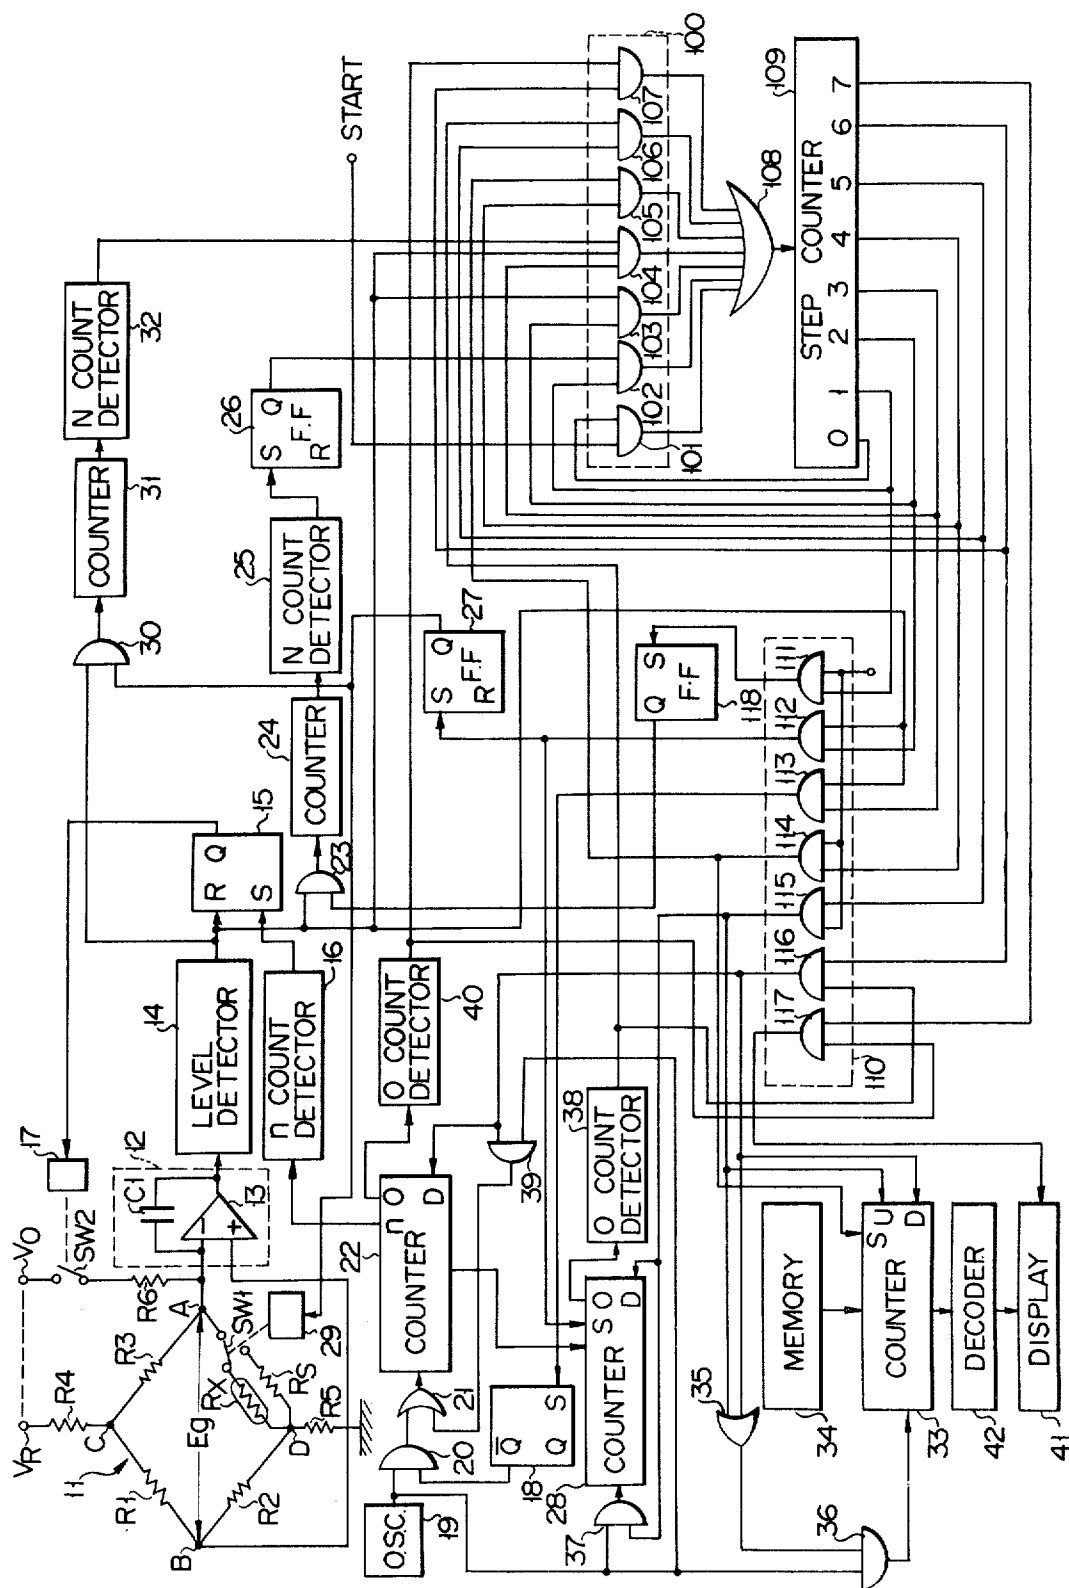 VR
R4
C
11
R1
R3
Eg
B
R2
D
R5
RX
RS
A
SW1
29
VO
SW2
R6
17
12
C1
13
14
LEVEL
DETECTOR
n COUNT
DETECTOR
16
R Q
S
15
30
COUNTER
31
N COUNT
DETECTOR
32
23
24
COUNTER
25
N COUNT
DETECTOR
26
S Q
F.F
R
START
O.S.C.
19
20
21
22
COUNTER
n O
D
O COUNT
DETECTOR
40
S Q
F.F
R
27
Q̅
Q S
18
39
37
28
COUNTER
S O
D
38
O COUNT
DETECTOR
Q S
F.F
118
35
36
MEMORY
34
COUNTER
S U
D
33
DECODER
42
DISPLAY
41
110
117
116
115
114
113
112
111
100
101
102
103
104
105
106
107
108
109
STEP COUNTER
0 1 2 3 4 5 6 7